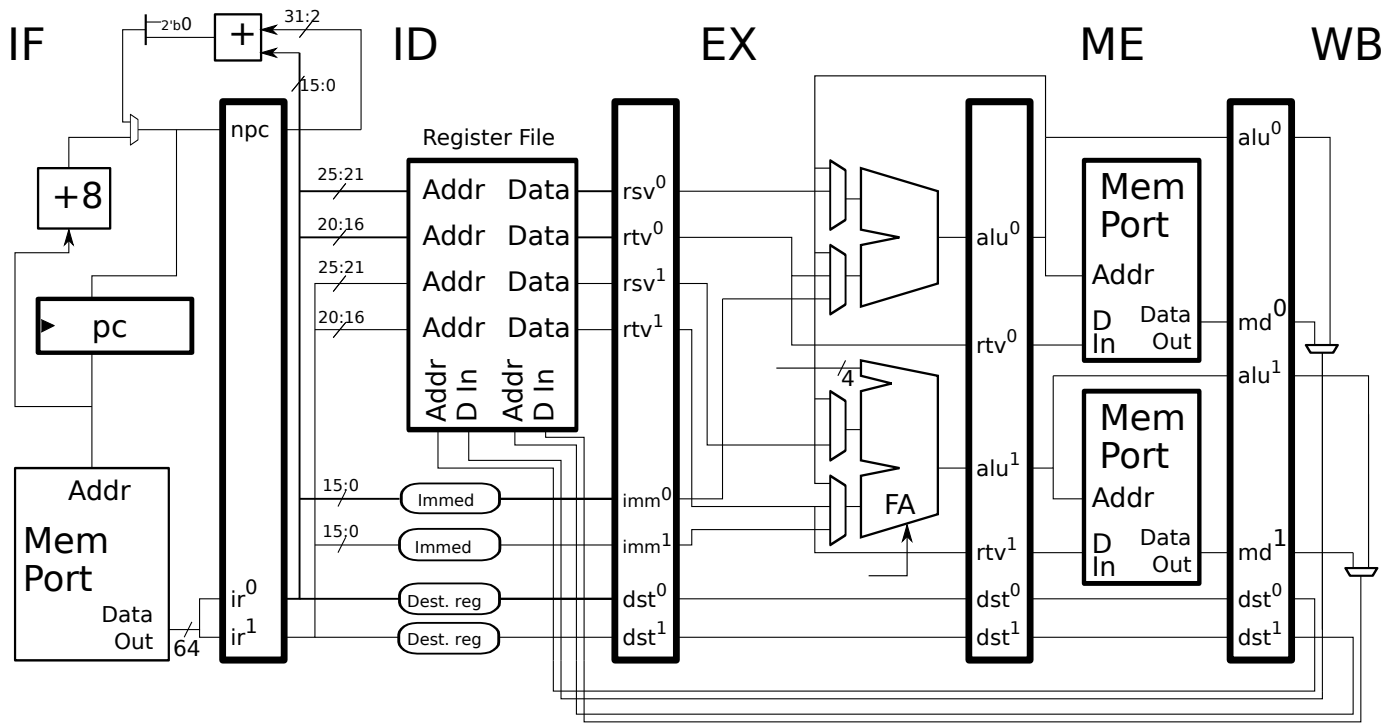 IF
ID
EX
ME
WB
2'b0
+
31:2
15:0
npc
+8
pc
Addr
Mem
Port
Data
Out
64
ir0
ir1
Register File
25:21
Addr
Data
20:16
Addr
Data
25:21
Addr
Data
20:16
Addr
Data
Addr
D In
Addr
D In
15:0
Immed
15:0
Immed
Dest. reg
Dest. reg
rsv0
rtv0
rsv1
rtv1
imm0
imm1
dst0
dst1
4
FA
alu0
rtv0
alu1
rtv1
dst0
dst1
Mem
Port
Addr
D
In
Data
Out
Mem
Port
Addr
D
In
Data
Out
alu0
md0
alu1
md1
dst0
dst1